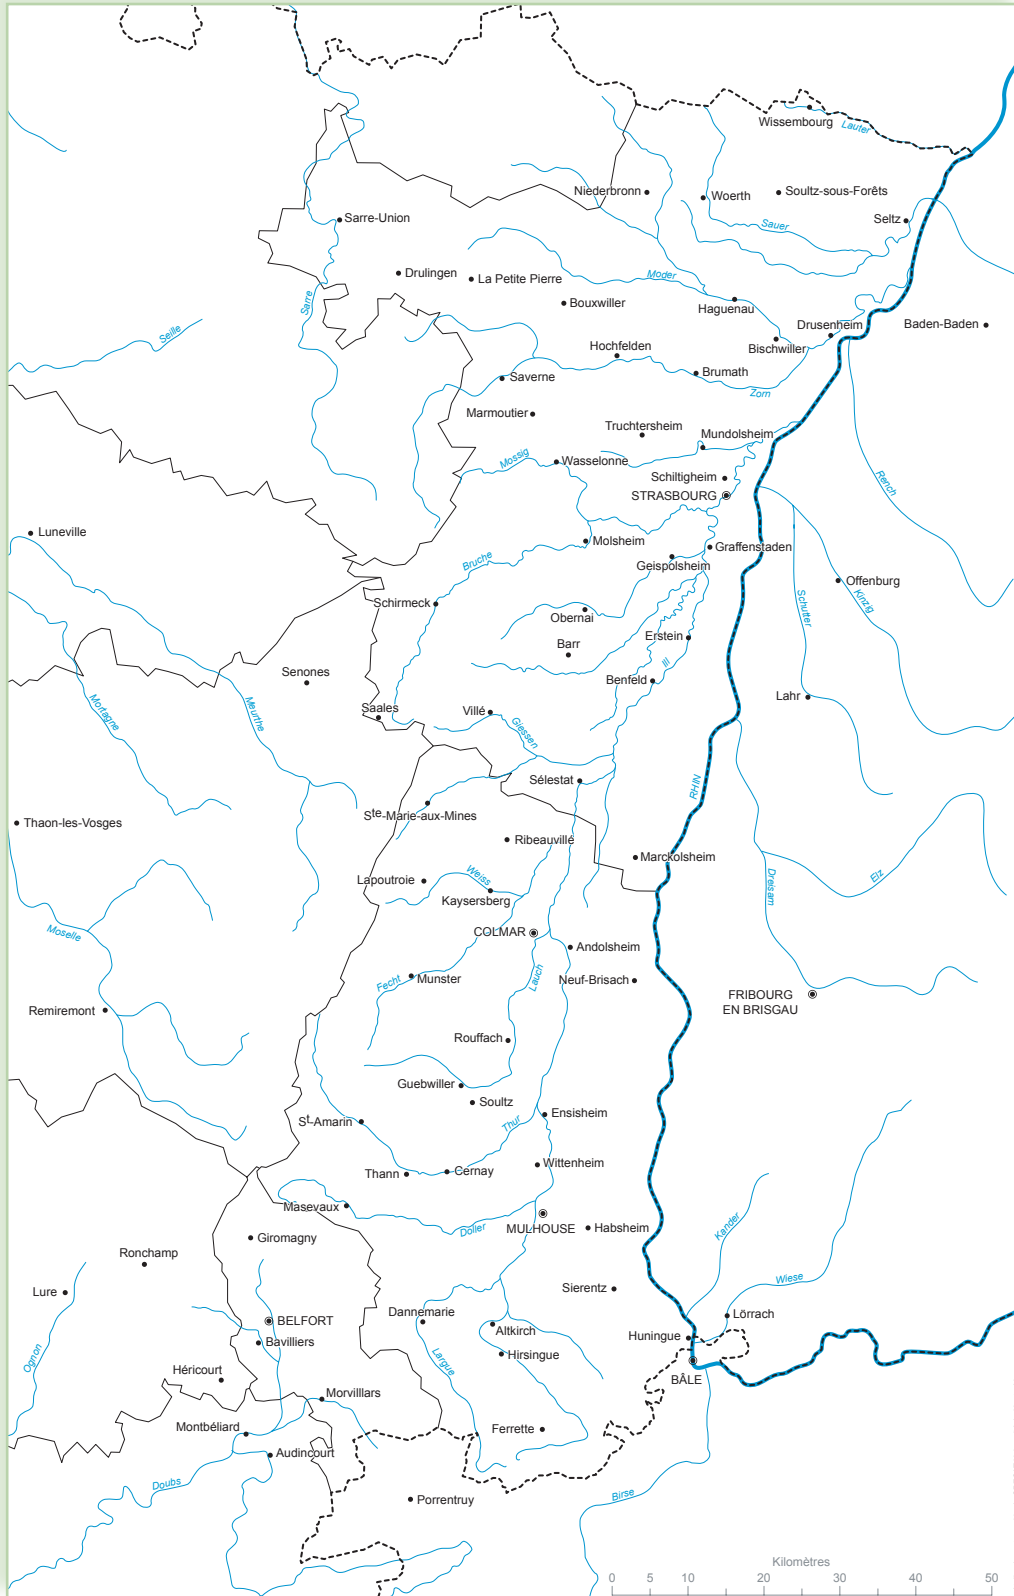 Wissembourg
Lauter
Niederbronn
Woerth
Soultz-sous-Forêts
Sarre-Union
Seltz
Sauer
Drulingen
La Petite Pierre
Moder
Sarre
Bouxwiller
Haguenau
Drusenheim
Baden-Baden
Seille
Hochfelden
Bischwiller
Saverne
Brumath
Zorn
Marmoutier
Truchtersheim
Mundolsheim
Mossig
Wasselonne
Schiltigheim
Rench
STRASBOURG
Luneville
Molsheim
Graffenstaden
Bruche
Geispolsheim
Offenburg
Kinzig
Schirmeck
Obernai
Schutter
Erstein
Barr
Ill
Senones
Benfeld
Lahr
Mortagne
Meurthe
Saales
Villé
Giessen
Sélestat
RHIN
Ste-Marie-aux-Mines
Thaon-les-Vosges
Ribeauvillé
Marckolsheim
Weiss
Lapoutroie
Kaysersberg
Elz
Dreisam
Moselle
COLMAR
Andolsheim
Fecht
Munster
Lauch
Neuf-Brisach
FRIBOURG
EN BRISGAU
Remiremont
Rouffach
Guebwiller
Soultz
St-Amarin
Thur
Ensisheim
Thann
Cernay
Wittenheim
Masevaux
Doller
MULHOUSE
Habsheim
Kander
Giromagny
Ronchamp
Wiese
Lure
Sierentz
Dannemarie
Lörrach
BELFORT
Altkirch
Huningue
Bavilliers
Ognon
Hirsingue
Largue
Héricourt
BÂLE
Morvilllars
Montbéliard
Ferrette
Audincourt
Doubs
Birse
Porrentruy
Kilomètres
0 5 10 20 30 40 50